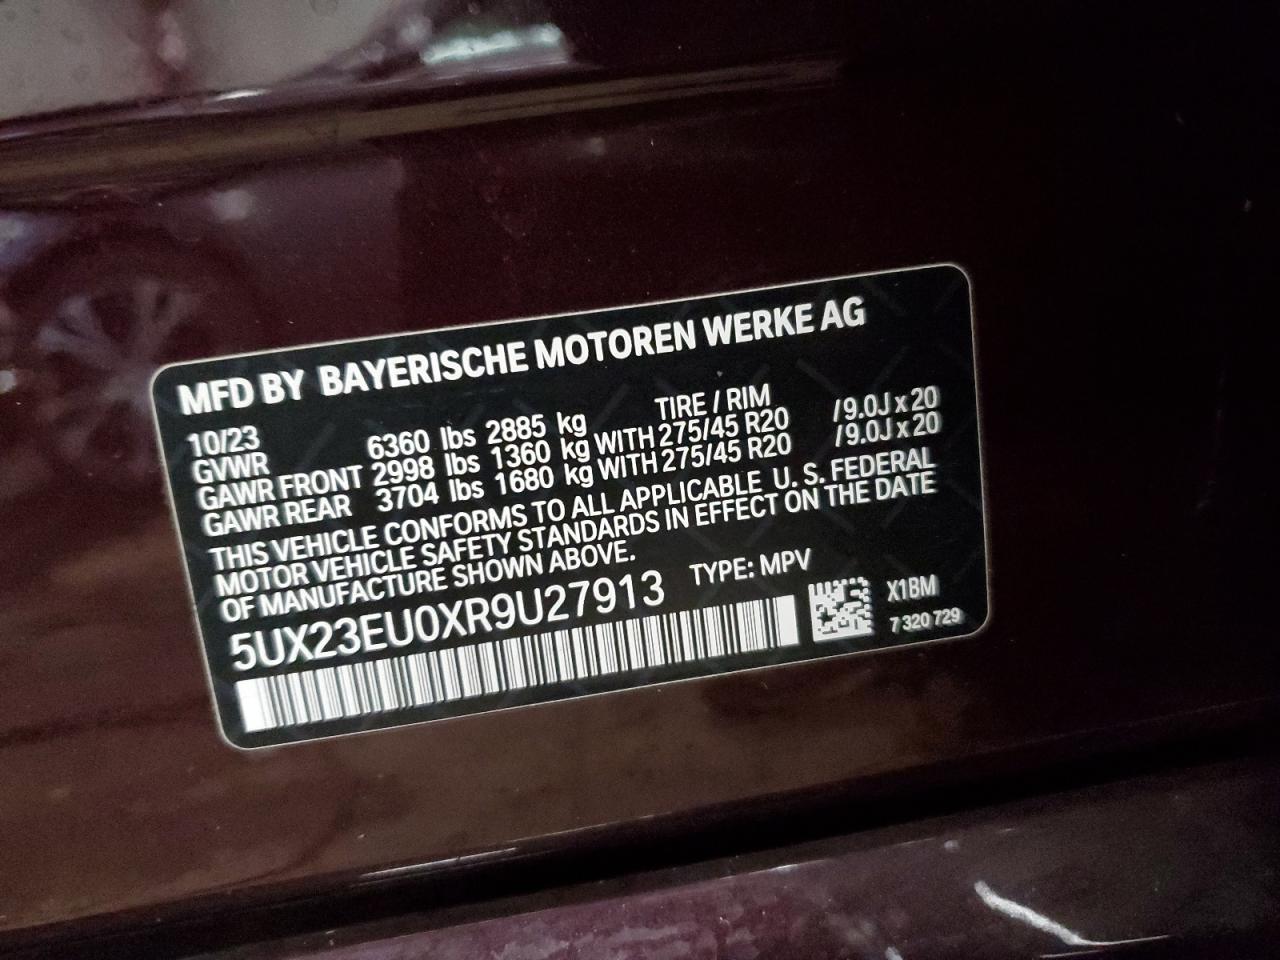 MFD BY BAYERISCHE MOTOREN WERKE AG
10/23 TIRE / RIM
GVWR 6360 lbs 2885 kg
GAWR FRONT 2998 lbs 1360 kg WITH 275/45 R20 /9.0J x 20
GAWR REAR 3704 lbs 1680 kg WITH 275/45 R20 /9.0J x 20
THIS VEHICLE CONFORMS TO ALL APPLICABLE U. S. FEDERAL
MOTOR VEHICLE SAFETY STANDARDS IN EFFECT ON THE DATE
OF MANUFACTURE SHOWN ABOVE.
5UX23EU0XR9U27913 TYPE: MPV
X1BM
7 320 729